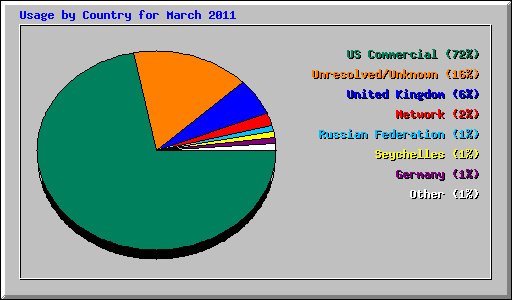 Usage by Country for March 2011
US Commercial (72%)
Unresolved/Unknown (16%)
United Kingdom (6%)
Network (2%)
Russian Federation (1%)
Seychelles (1%)
Germany (1%)
Other (1%)